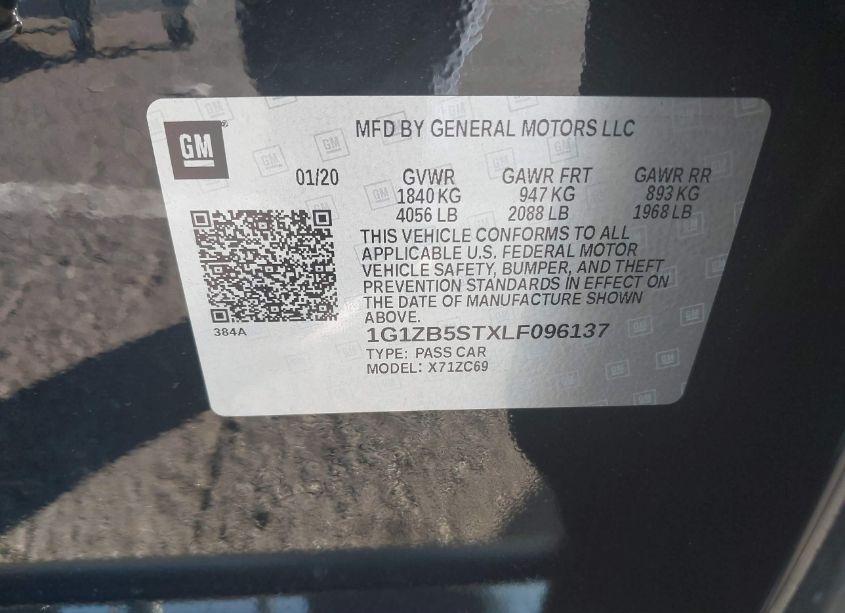 GM
MFD BY GENERAL MOTORS LLC
01/20 GVWR GAWR FRT GAWR RR
1840 KG 947 KG 893 KG
4056 LB 2088 LB 1968 LB
THIS VEHICLE CONFORMS TO ALL
APPLICABLE U.S. FEDERAL MOTOR
VEHICLE SAFETY, BUMPER, AND THEFT
PREVENTION STANDARDS IN EFFECT ON
THE DATE OF MANUFACTURE SHOWN
ABOVE.
384A
1G1ZB5STXLF096137
TYPE: PASS CAR
MODEL: X71ZC69